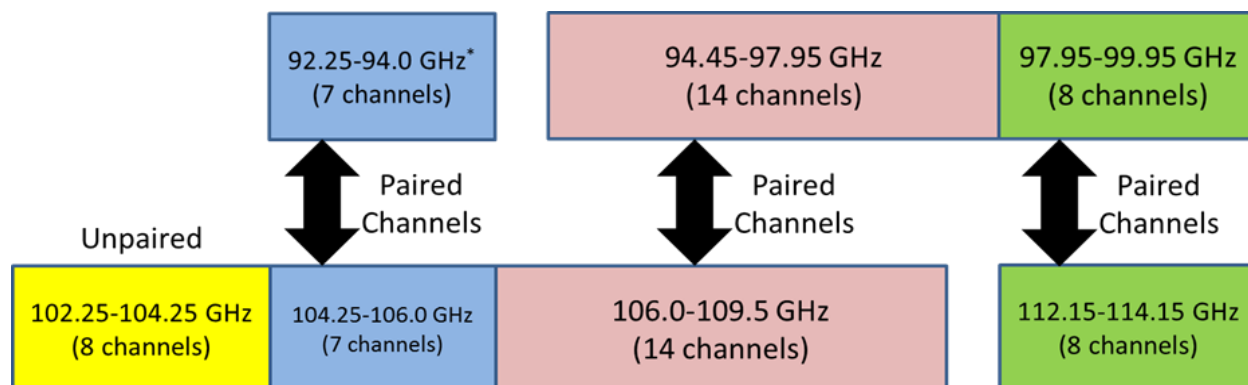 92.25-94.0 GHz*
(7 channels)
94.45-97.95 GHz
(14 channels)
97.95-99.95 GHz
(8 channels)
Paired
Channels
Paired
Channels
Paired
Channels
Unpaired
102.25-104.25 GHz
(8 channels)
104.25-106.0 GHz
(7 channels)
106.0-109.5 GHz
(14 channels)
112.15-114.15 GHz
(8 channels)